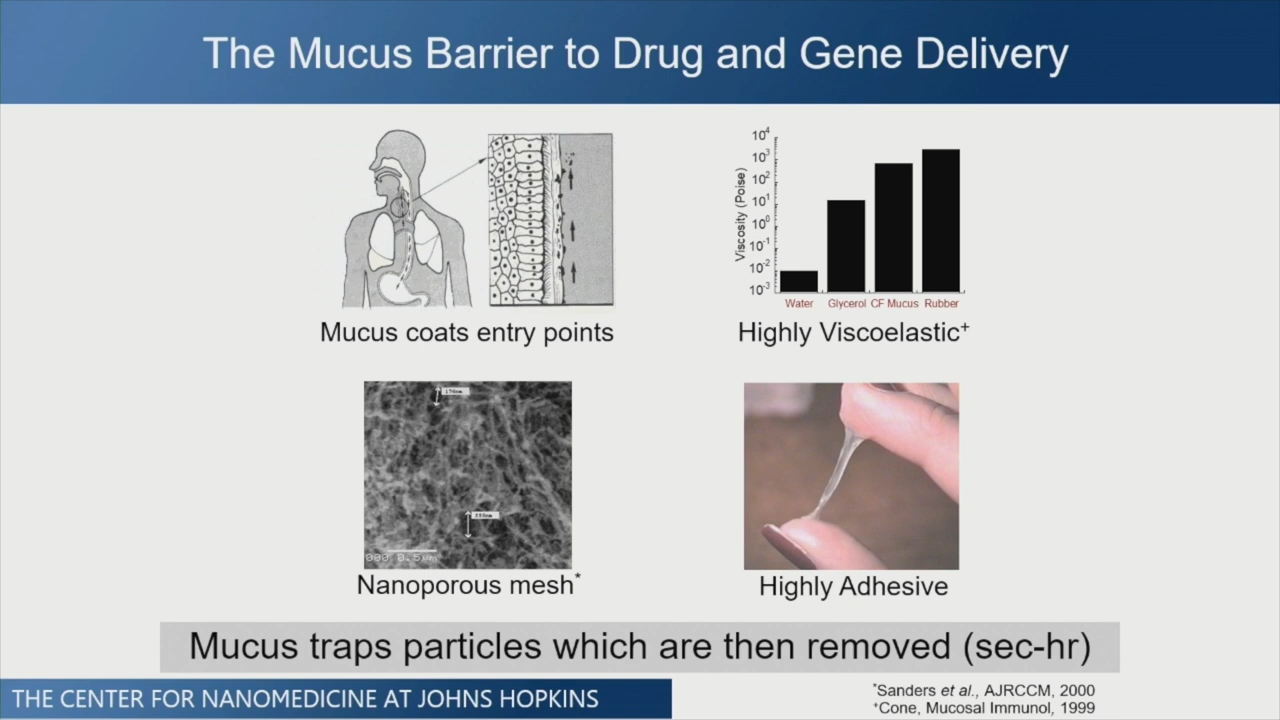 The Mucus Barrier to Drug and Gene Delivery
Mucus coats entry points
Viscosity (Poise)
10⁴
10³
10²
10¹
10⁰
10⁻¹
10⁻²
10⁻³
Water Glycerol CF Mucus Rubber
Highly Viscoelastic⁺
0.5µm
Nanoporous mesh*
Highly Adhesive
Mucus traps particles which are then removed (sec-hr)
THE CENTER FOR NANOMEDICINE AT JOHNS HOPKINS
*Sanders et al., AJRCCM, 2000
⁺Cone, Mucosal Immunol, 1999